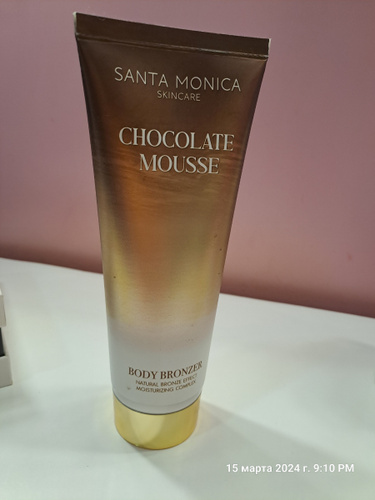 SANTA MONICA
SKINCARE
CHOCOLATE
MOUSSE
BODY BRONZER
NATURAL BRONZE EFFECT
MOISTURIZING COMPLEX
15 марта 2024 г. 9:10 PM